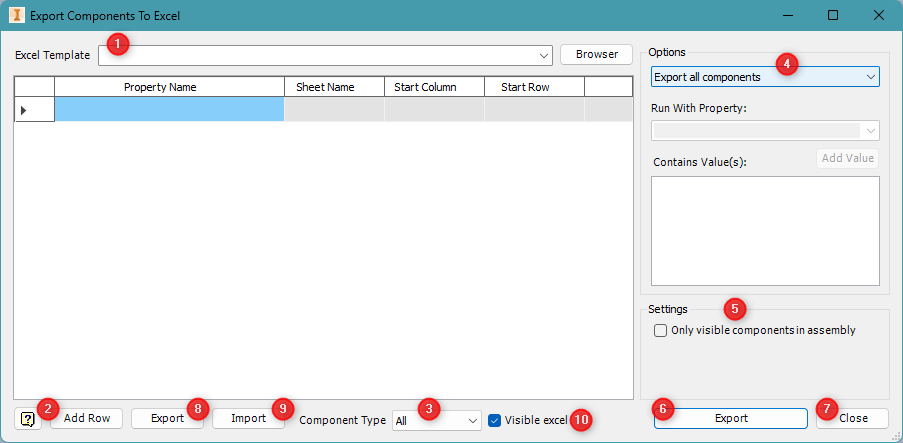 Export Components To Excel
1
Excel Template
Browser
Property Name Sheet Name Start Column Start Row
Options
4
Export all components
Run With Property:
Contains Value(s):
Add Value
Settings
5
Only visible components in assembly
2
Add Row
Export
8
Import
9
Component Type
3
All
Visible excel
10
6
Export
7
Close